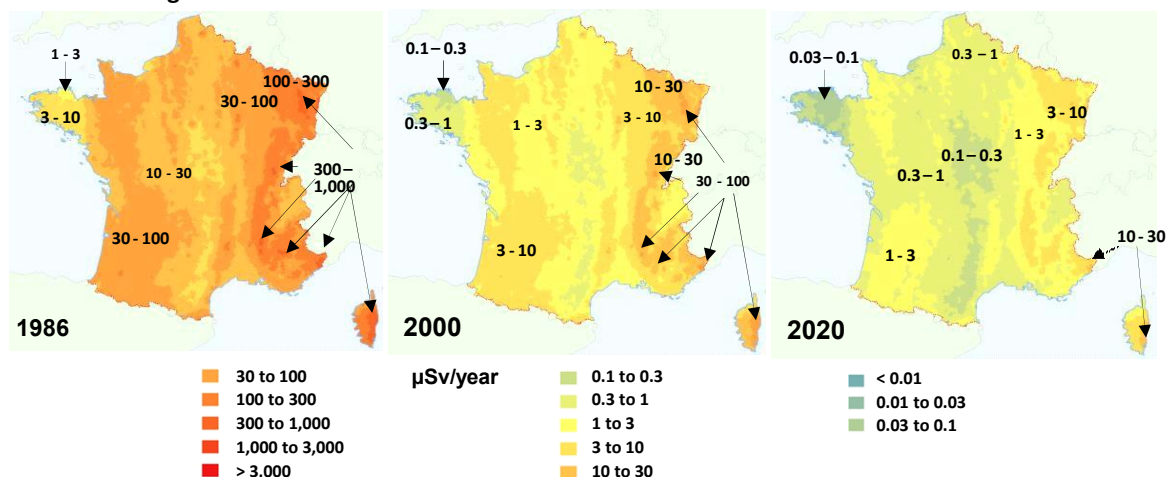 1 - 3
3 - 10
100 - 300
30 - 100
10 - 30
300 –
1,000
30 - 100
1986
0.1 – 0.3
0.3 – 1
1 - 3
10 - 30
3 - 10
10 - 30
30 - 100
3 - 10
2000
0.03 – 0.1
0.3 – 1
3 - 10
1 - 3
0.1 – 0.3
0.3 – 1
1 - 3
10 - 30
2020
µSv/year
30 to 100
100 to 300
300 to 1,000
1,000 to 3,000
> 3,000
0.1 to 0.3
0.3 to 1
1 to 3
3 to 10
10 to 30
< 0.01
0.01 to 0.03
0.03 to 0.1